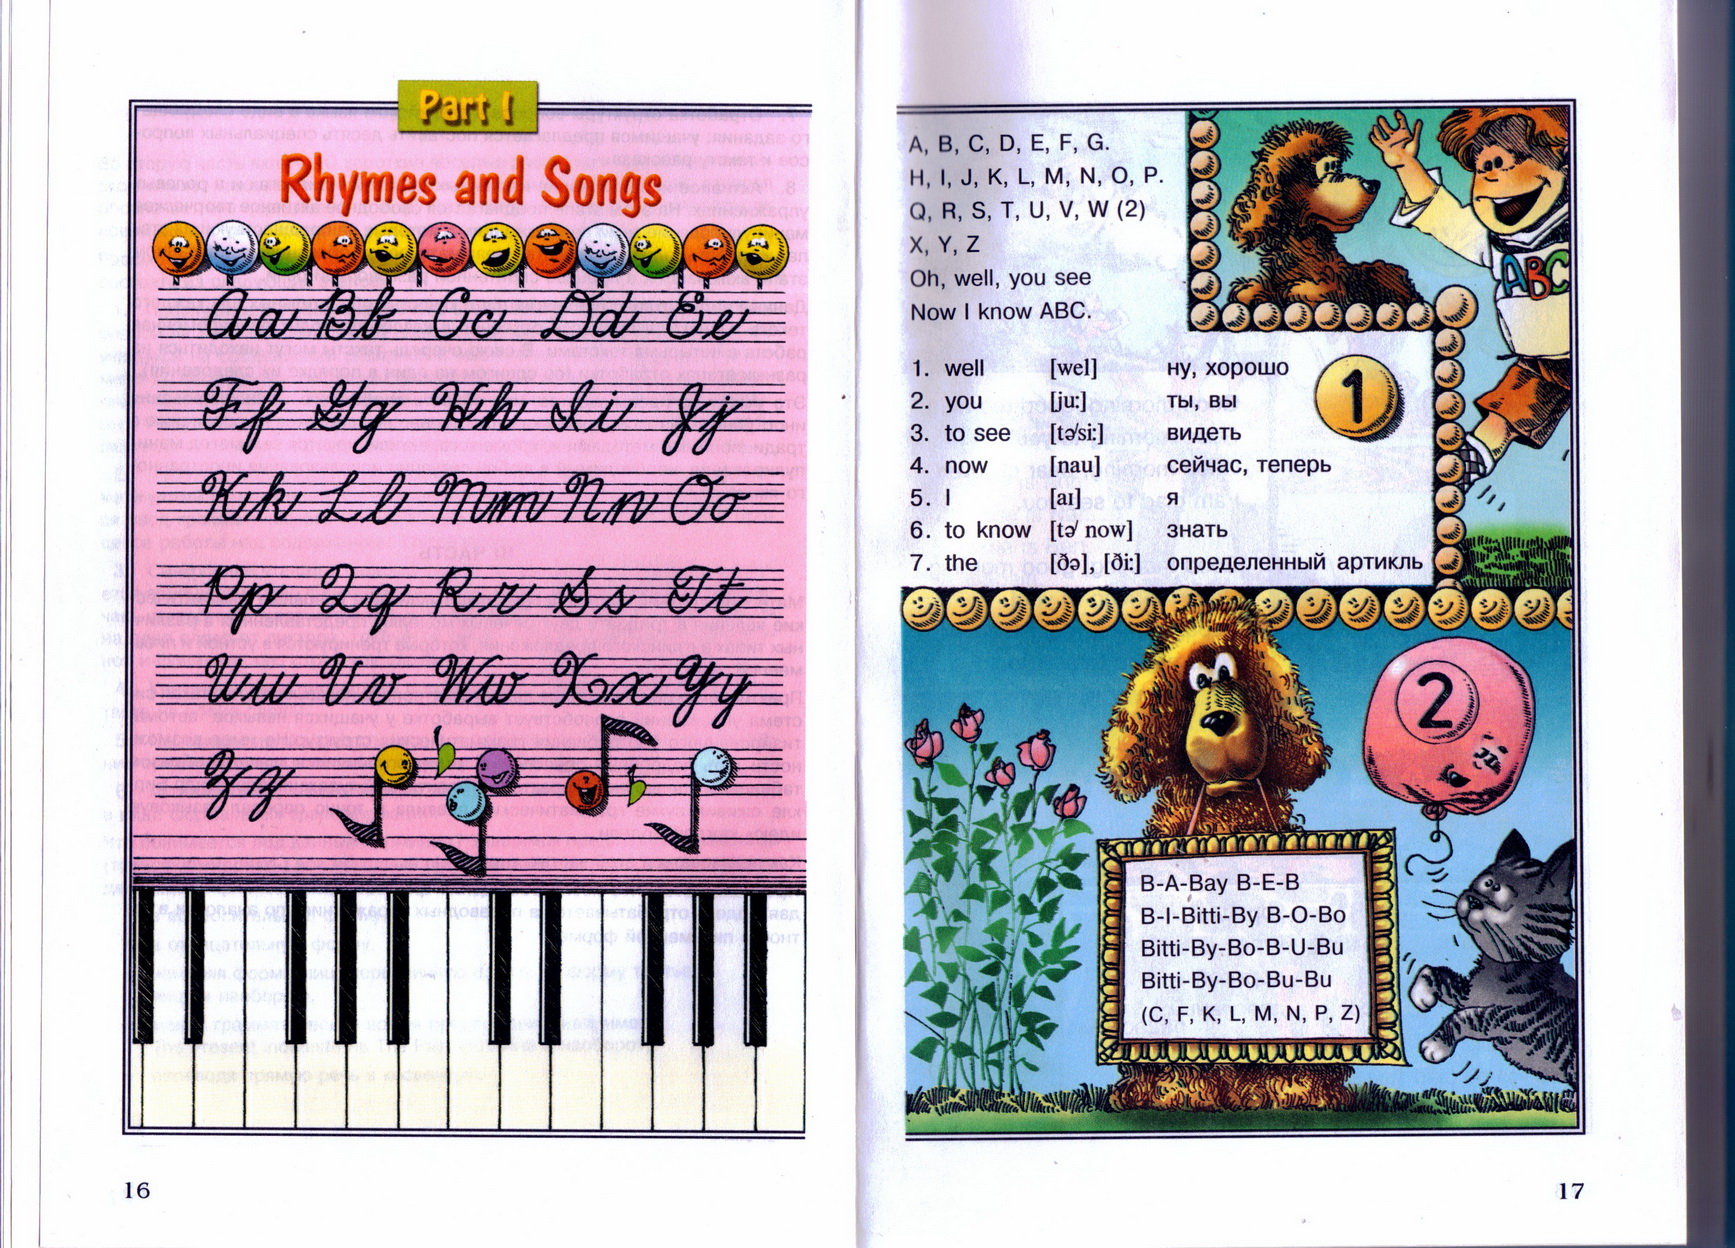 Part I
Rhymes and Songs
Aa Bb Cc Dd Ee
Ff Gg Hh Ii Jj
Kk Ll Mm Nn Oo
Pp Qq Rr Ss Tt
Uu Vv Ww Xx Yy
Zz
16
A, B, C, D, E, F, G.
H, I, J, K, L, M, N, O, P.
Q, R, S, T, U, V, W (2)
X, Y, Z
Oh, well, you see
Now I know ABC.
ABC
1
1. well [wel] ну, хорошо
2. you [ju:] ты, вы
3. to see [tə/si:] видеть
4. now [nau] сейчас, теперь
5. I [aı] я
6. to know [tə/ now] знать
7. the [ðə], [ði:] определенный артикль
2
B-A-Bay B-E-B
B-I-Bitti-By B-O-Bo
Bitti-By-Bo-B-U-Bu
Bitti-By-Bo-Bu-Bu
(C, F, K, L, M, N, P, Z)
17